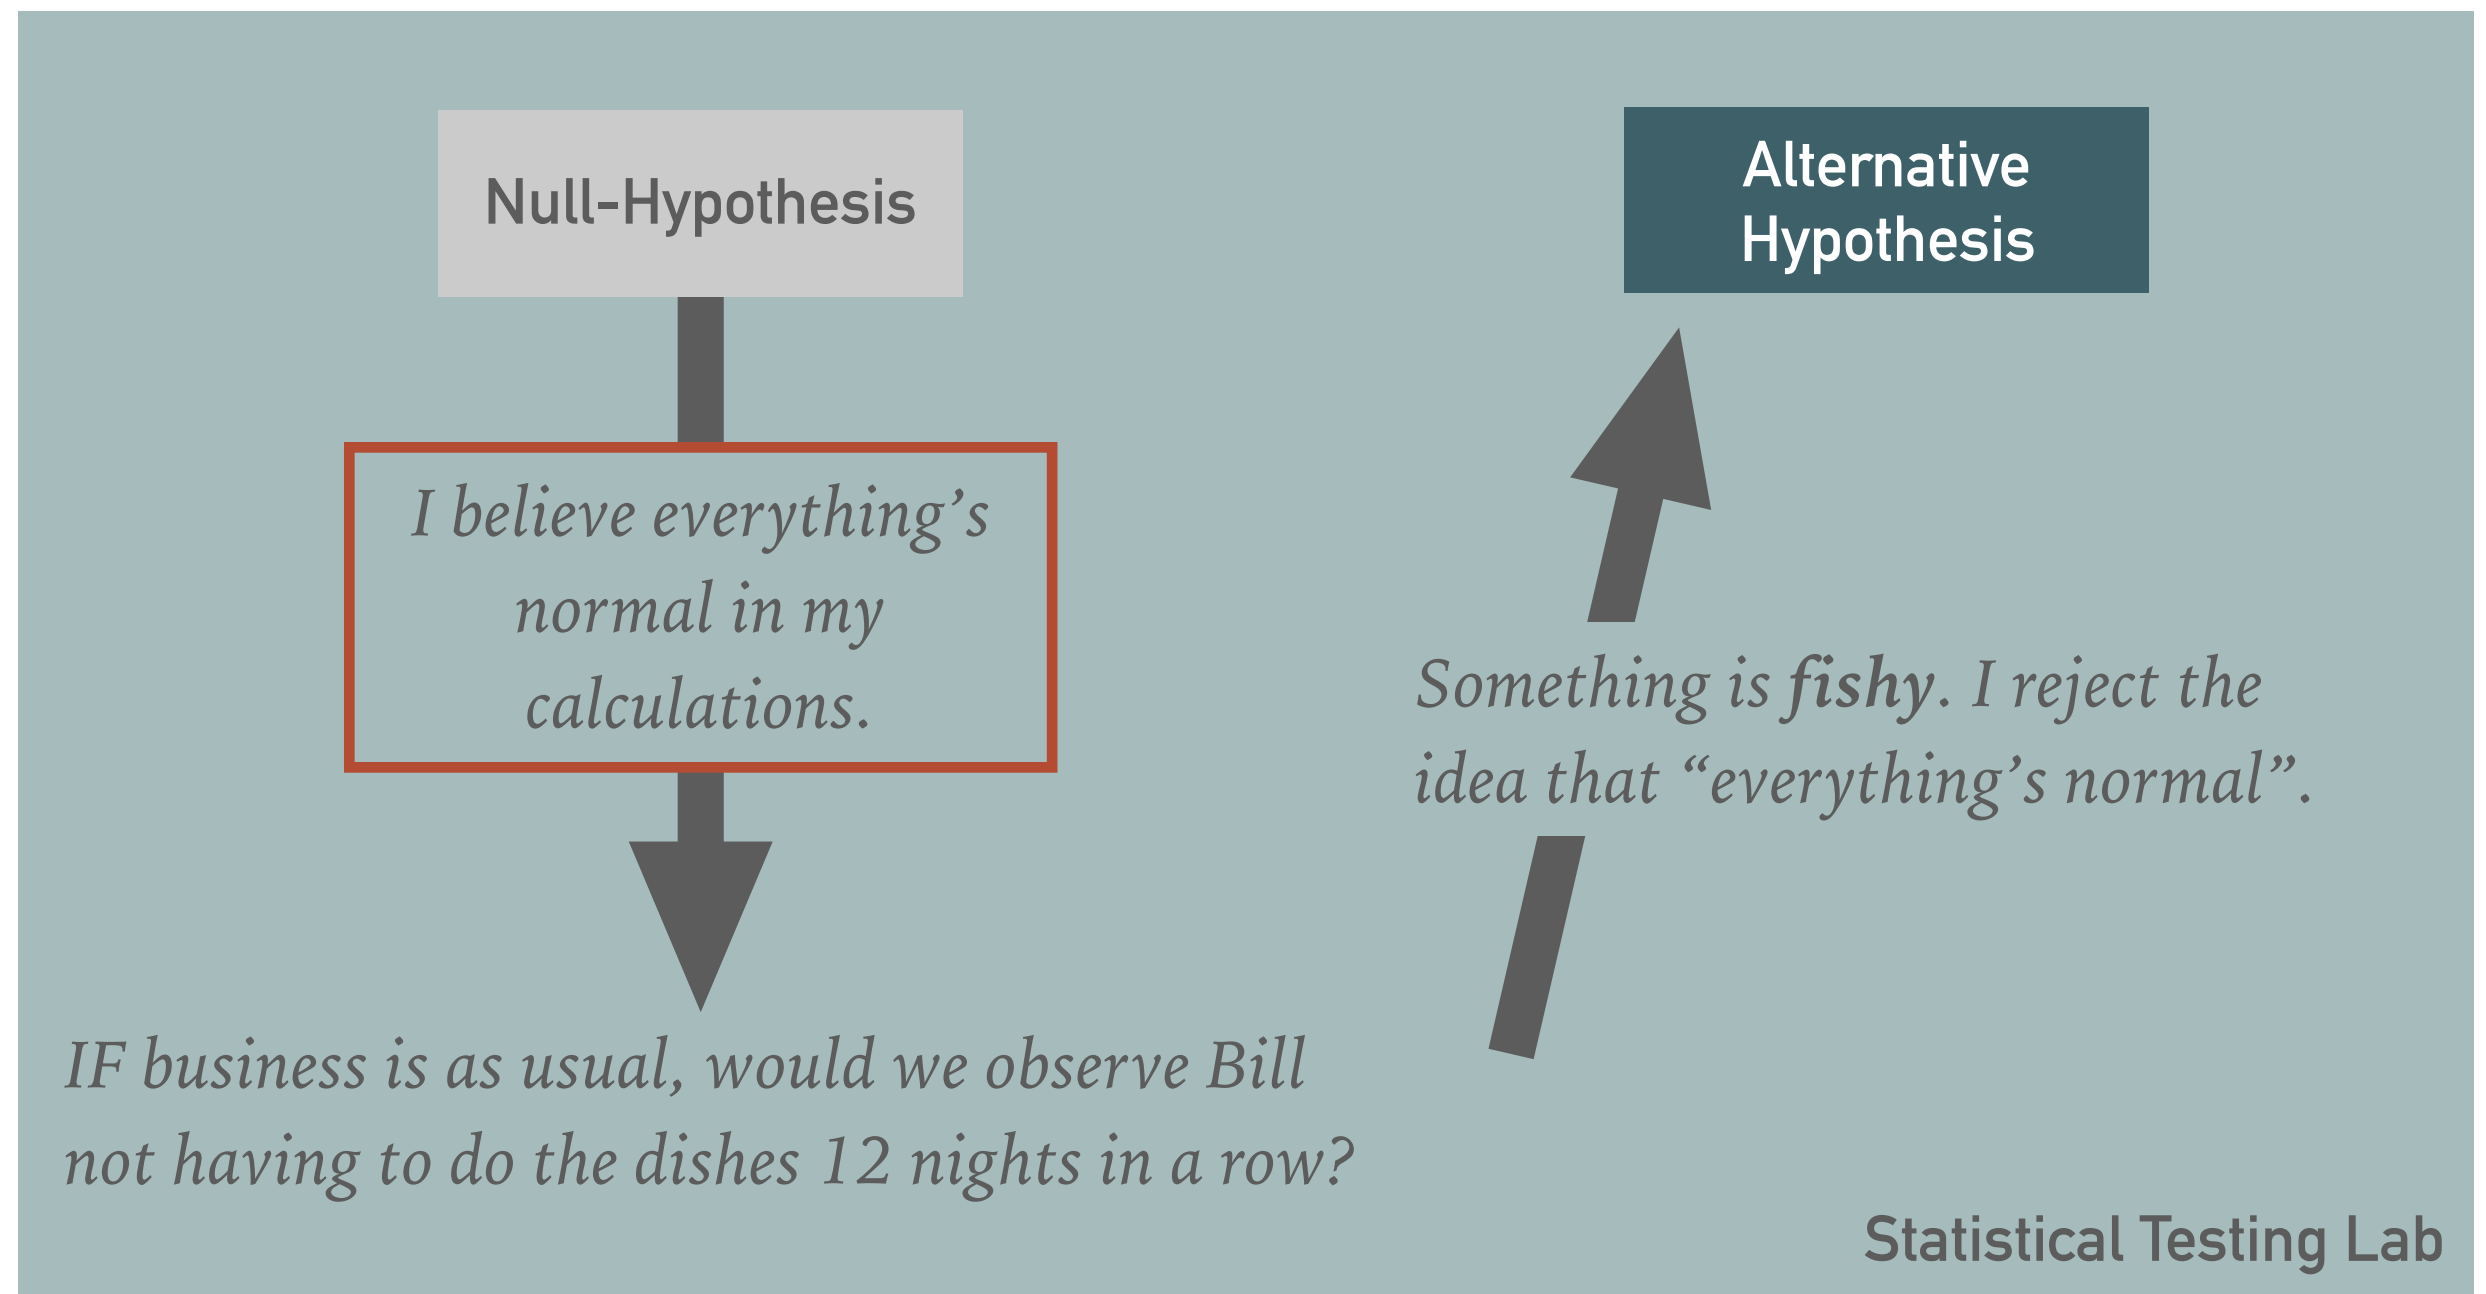 Null-Hypothesis
I believe everything’s
normal in my
calculations.
IF business is as usual, would we observe Bill
not having to do the dishes 12 nights in a row?
Alternative
Hypothesis
Something is fishy. I reject the
idea that “everything’s normal”.
Statistical Testing Lab